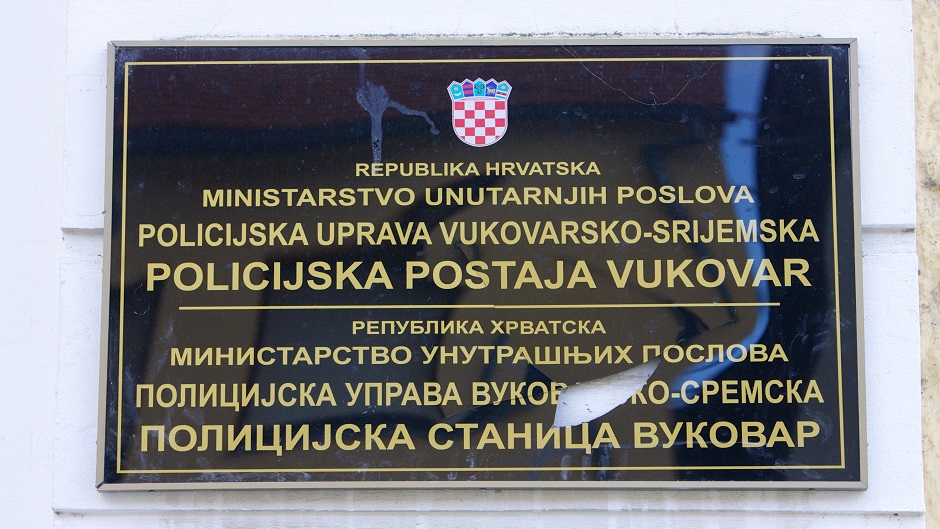 REPUBLIKA HRVATSKA
MINISTARSTVO UNUTARNJIH POSLOVA
POLICIJSKA UPRAVA VUKOVARSKO-SRIJEMSKA
POLICIJSKA POSTAJA VUKOVAR
РЕПУБЛИКА ХРВАТСКА
МИНИСТАРСТВО УНУТРАШЊИХ ПОСЛОВА
ПОЛИЦИЈСКА УПРАВА
ПОЛИЦИЈСКА СТАНИЦА ВУКОВАР